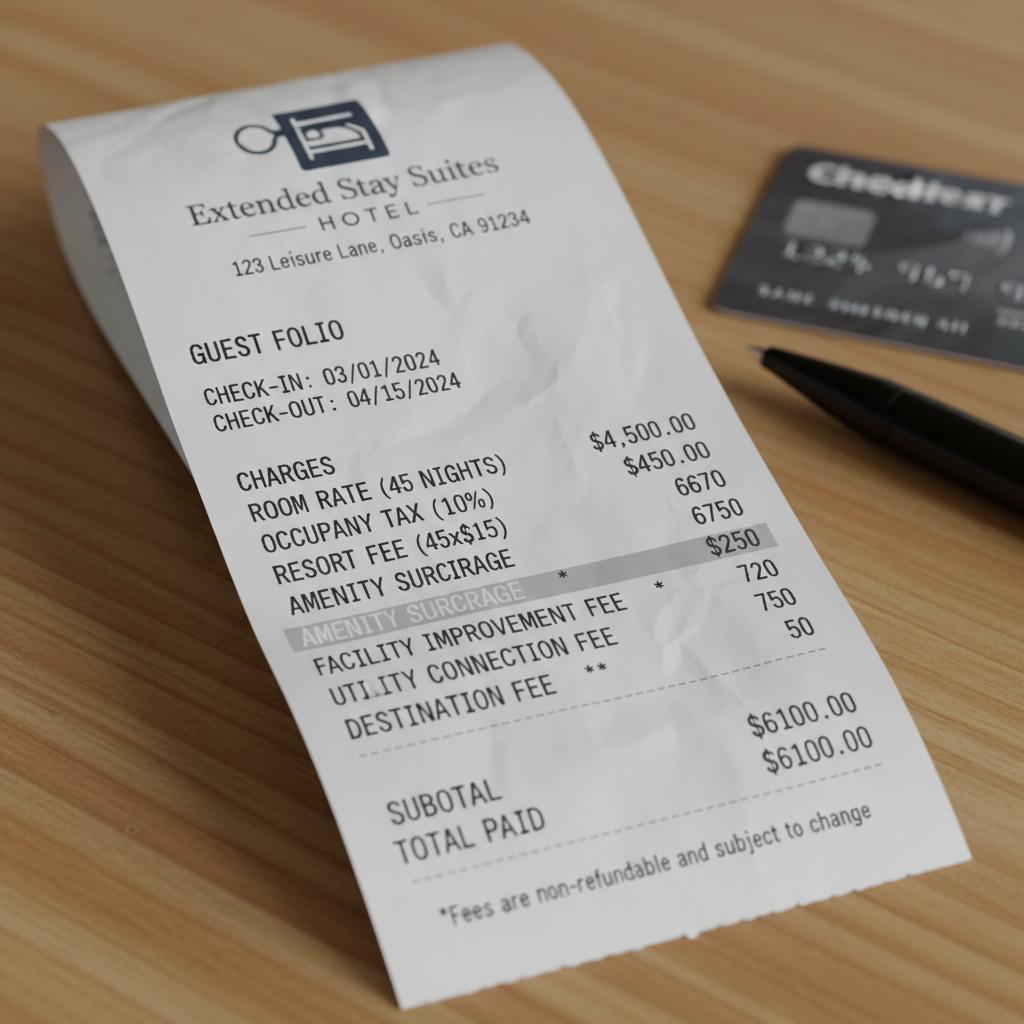 Extended Stay Suites
HOTEL
123 Leisure Lane, Oasis, CA 91234
GUEST FOLIO
CHECK-IN: 03/01/2024
CHECK-OUT: 04/15/2024
CHARGES
ROOM RATE (45 NIGHTS) $4,500.00
OCCUPANY TAX (10%) $450.00
RESORT FEE (45x$15) 6670
AMENITY SURCIRAGE 6750
AMENITY SURCRAGE * $250
FACILITY IMPROVEMENT FEE * 720
UTILITY CONNECTION FEE 750
DESTINATION FEE ** 50
SUBOTAL $6100.00
TOTAL PAID $6100.00
*Fees are non-refundable and subject to change